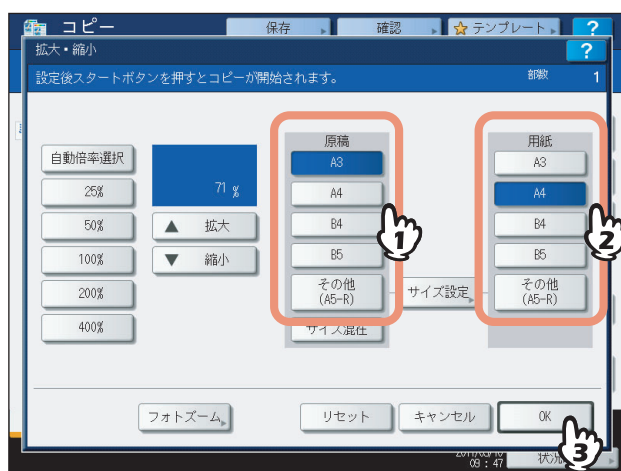 コピー 保存 確認 テンプレート ?
拡大・縮小 ?
設定後スタートボタンを押すとコピーが開始されます。 部数 1
原稿 用紙
自動倍率選択 A3 A3
25% 71 % A4 A4
50% ▲ 拡大 B4 B4
1 2
100% ▼ 縮小 B5 B5
200% その他 サイズ設定 その他
(A5-R) (A5-R)
400% サイズ混在
フォトズーム リセット キャンセル OK
3
09:47 状況